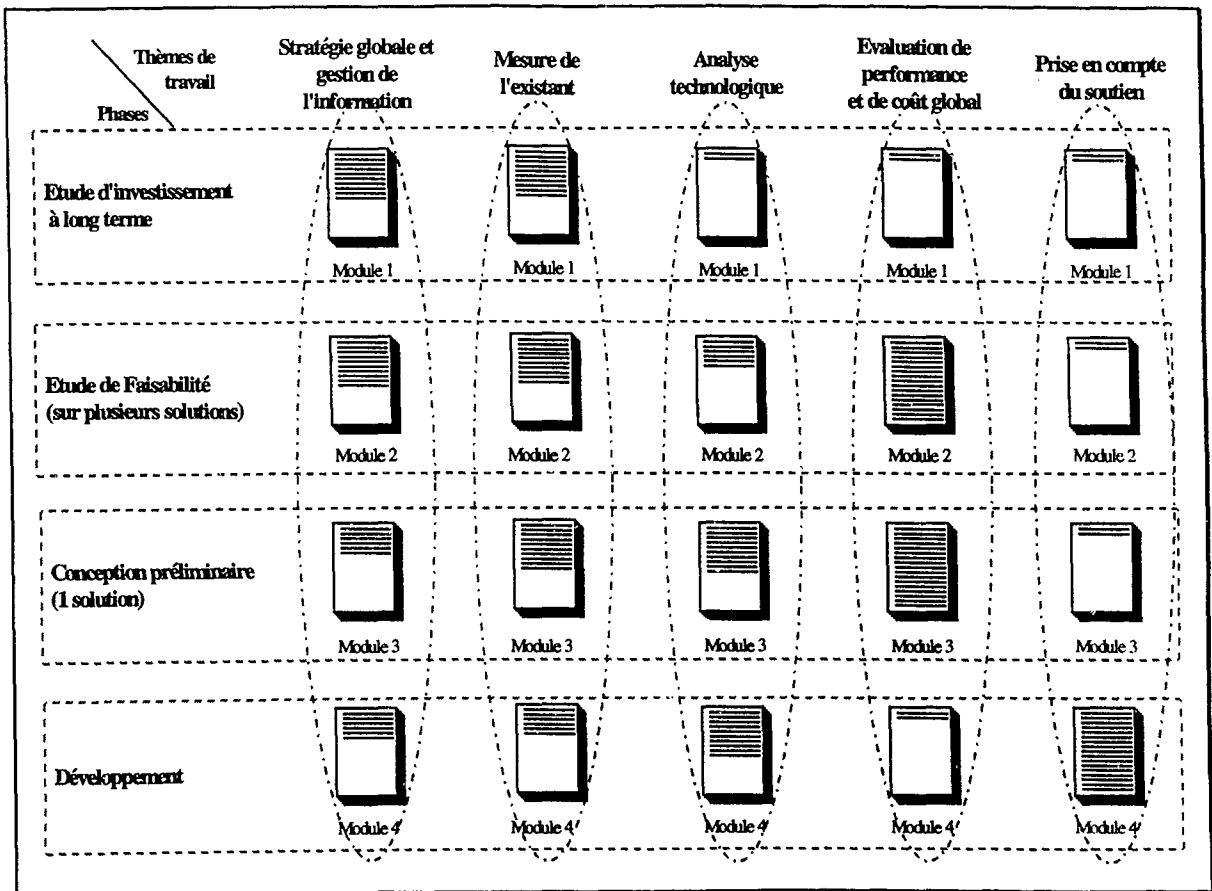 Thèmes de
travail
Phases
Stratégie globale et
gestion de
l'information
Mesure de
l'existant
Analyse
technologique
Evaluation de
performance
et de coût global
Prise en compte
du soutien
Etude d'investissement
à long terme
Module 1
Module 1
Module 1
Module 1
Module 1
Etude de Faisabilité
(sur plusieurs solutions)
Module 2
Module 2
Module 2
Module 2
Module 2
Conception préliminaire
(1 solution)
Module 3
Module 3
Module 3
Module 3
Module 3
Développement
Module 4
Module 4
Module 4
Module 4
Module 4